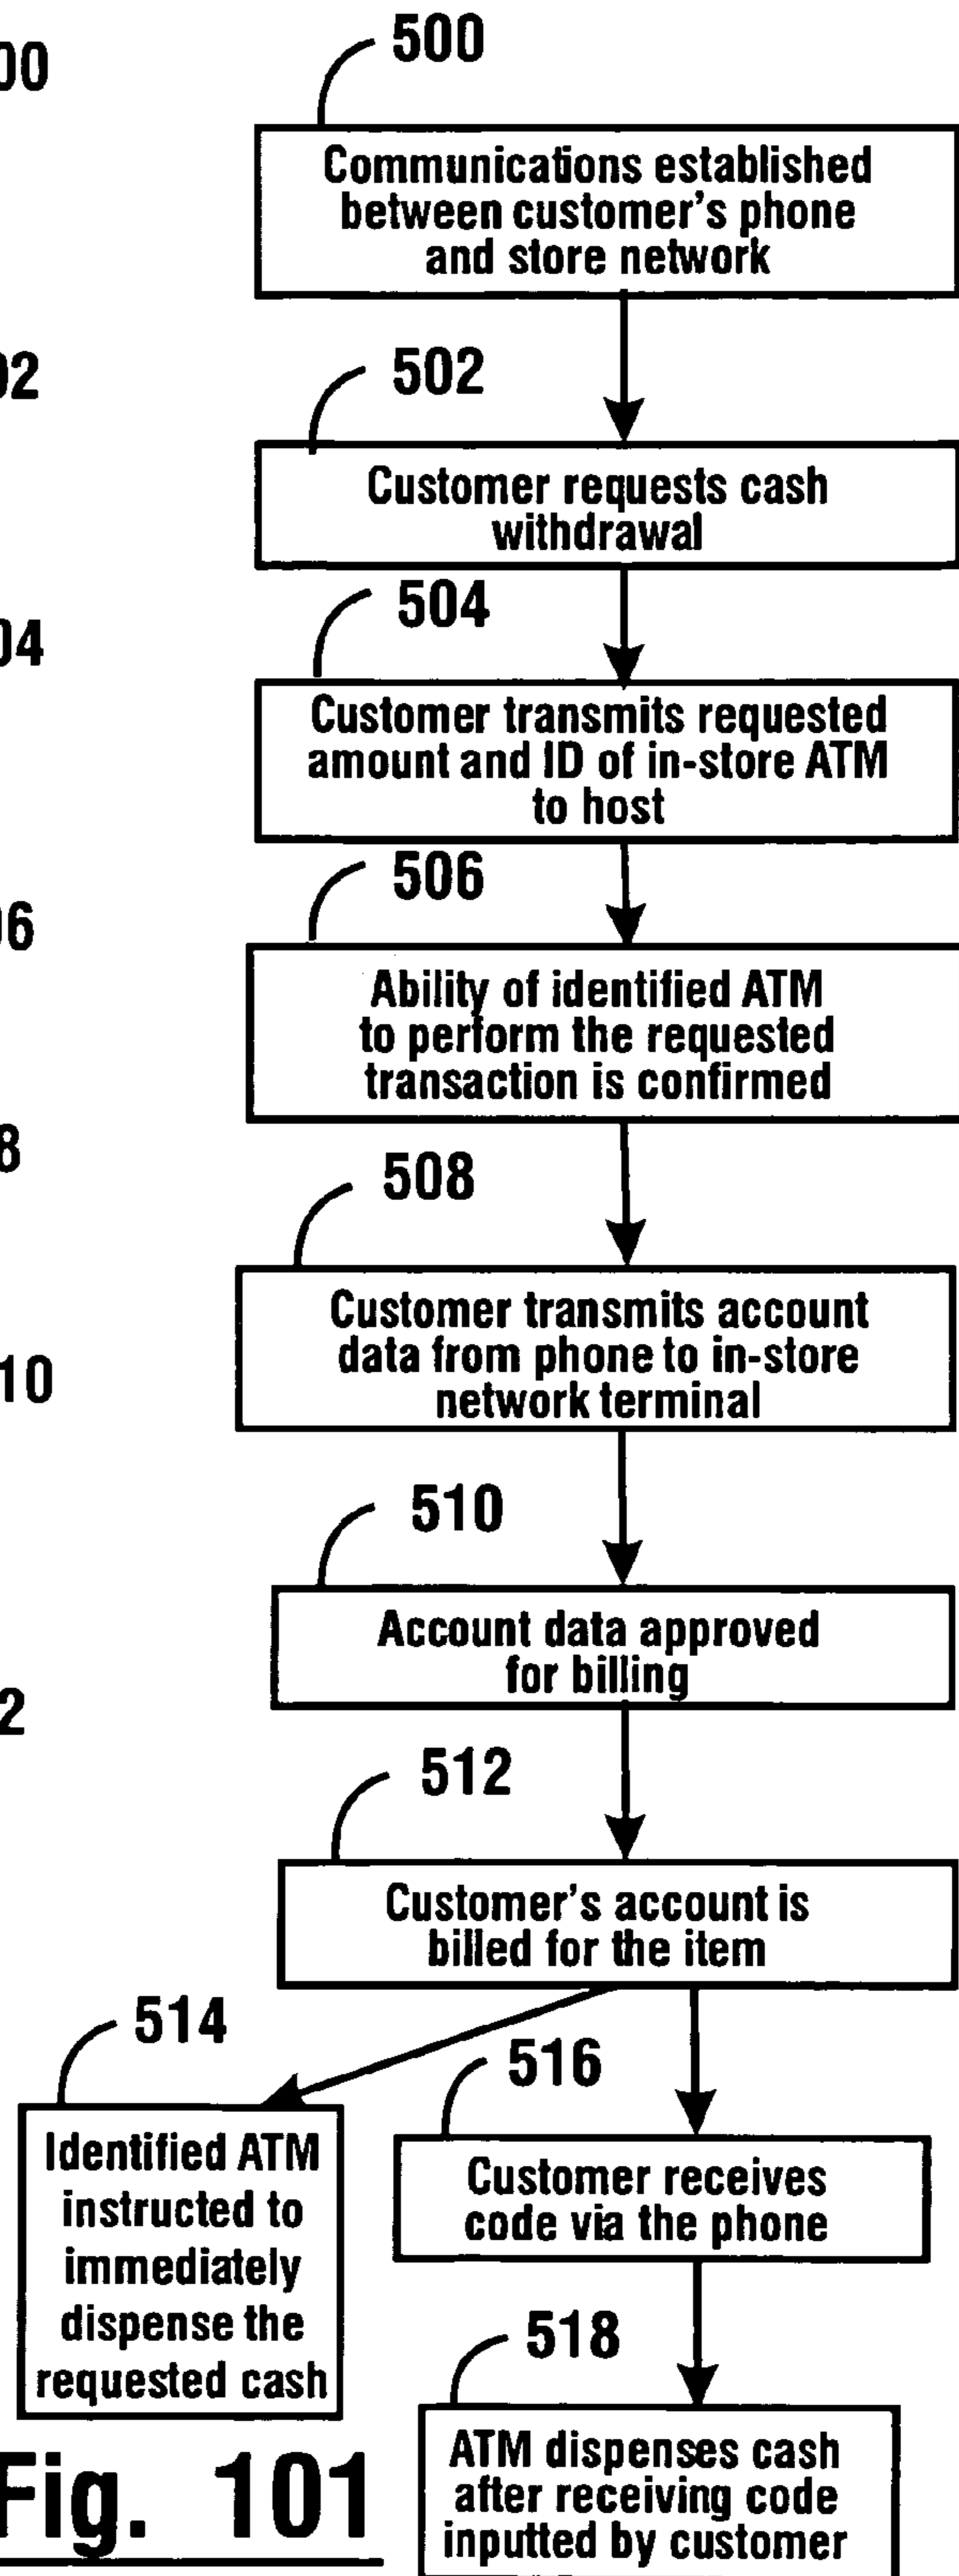 500
Communications established
between customer's phone
and store network
502
Customer requests cash
withdrawal
504
Customer transmits requested
amount and ID of in-store ATM
to host
506
Ability of identified ATM
to perform the requested
transaction is confirmed
508
Customer transmits account
data from phone to in-store
network terminal
510
Account data approved
for billing
512
Customer's account is
billed for the item
514
Identified ATM
instructed to
immediately
dispense the
requested cash
516
Customer receives
code via the phone
518
ATM dispenses cash
after receiving code
inputted by customer
Fig. 101